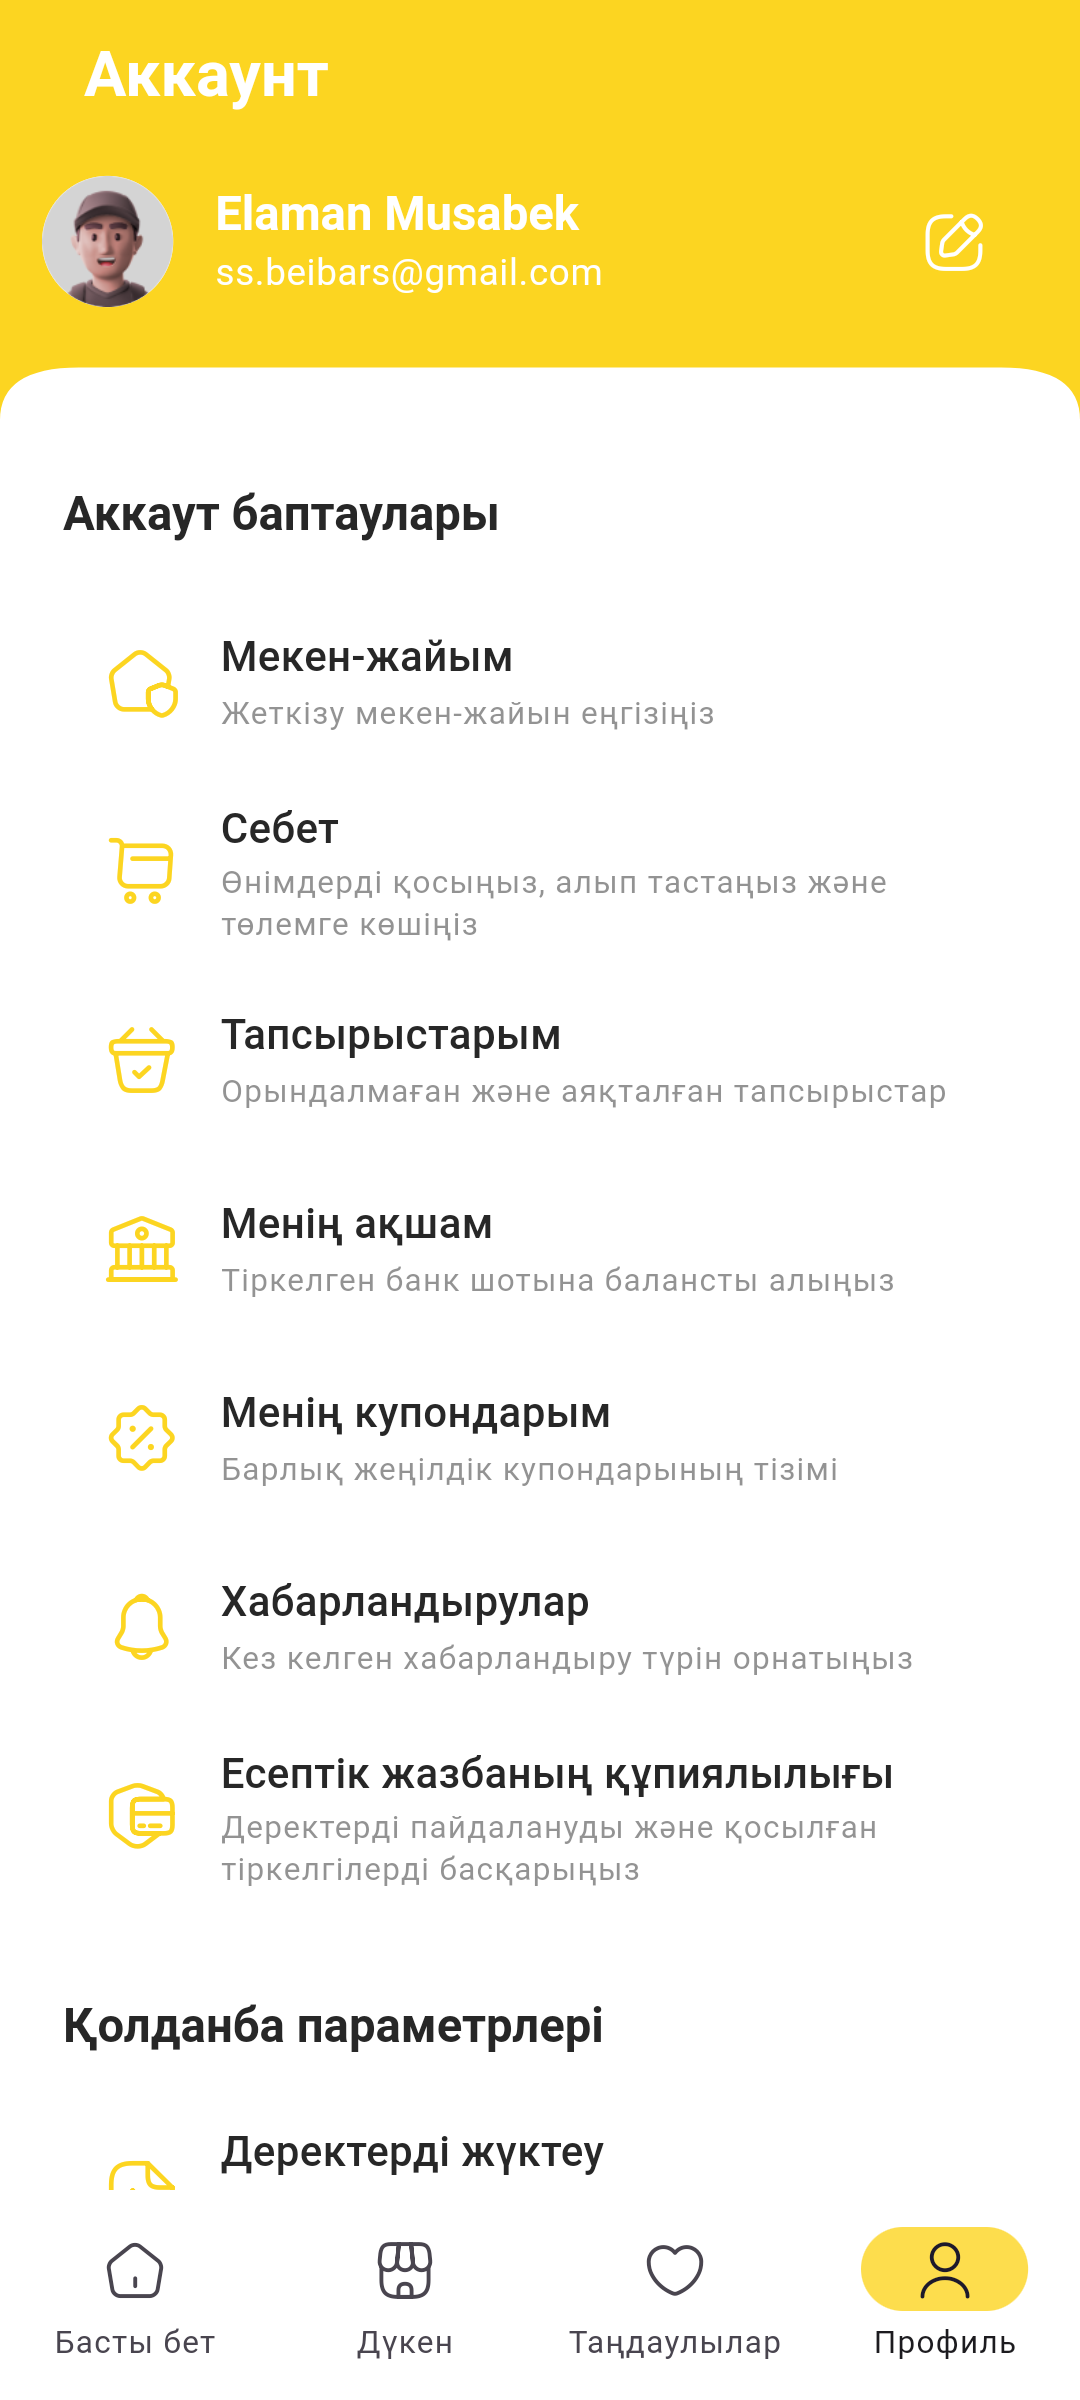 Аккаунт
Elaman Musabek
ss.beibars@gmail.com
Аккаут баптаулары
Мекен-жайым
Жеткізу мекен-жайын еңгізіңіз
Себет
Өнімдерді қосыңыз, алып тастаңыз және
төлемге көшіңіз
Тапсырыстарым
Орындалмаған және аяқталған тапсырыстар
Менің ақшам
Тіркелген банк шотына балансты алыңыз
Менің купондарым
Барлық жеңілдік купондарының тізімі
Хабарландырулар
Кез келген хабарландыру түрін орнатыңыз
Есептік жазбаның құпиялылығы
Деректерді пайдалануды және қосылған
тіркелгілерді басқарыңыз
Қолданба параметрлері
Деректерді жүктеу
Басты бет
Дүкен
Таңдаулылар
Профиль